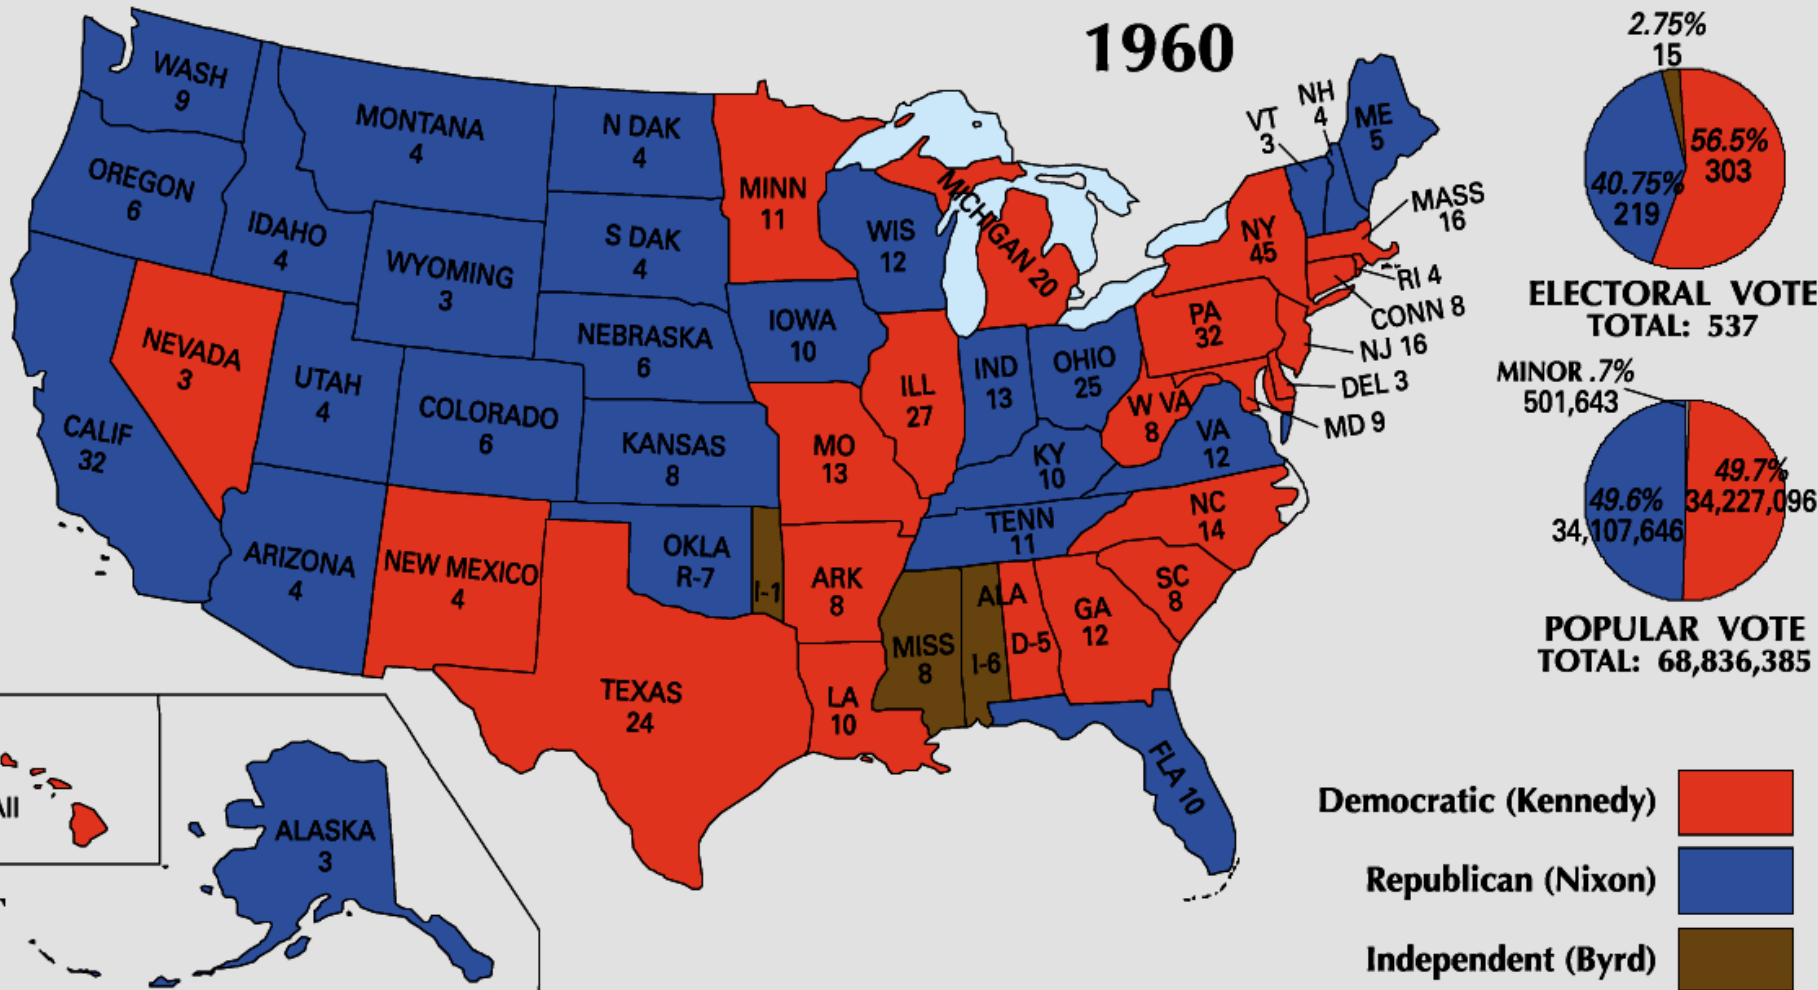 1960
WASH
9
OREGON
6
CALIF
32
NEVADA
3
IDAHO
4
MONTANA
4
WYOMING
3
UTAH
4
COLORADO
6
ARIZONA
4
NEW MEXICO
4
N DAK
4
S DAK
4
NEBRASKA
6
KANSAS
8
OKLA
R-7
I-1
TEXAS
24
MINN
11
IOWA
10
MO
13
ARK
8
LA
10
WIS
12
ILL
27
MICHIGAN 20
IND
13
OHIO
25
KY
10
TENN
11
MISS
8
ALA
I-6
D-5
GA
12
FLA 10
SC
8
NC
14
VA
12
W VA
8
PA
32
NY
45
VT
3
NH
4
ME
5
MASS
16
RI 4
CONN 8
NJ 16
DEL 3
MD 9
ALASKA
3
2.75%
15
56.5%
303
40.75%
219
ELECTORAL VOTE
TOTAL: 537
MINOR .7%
501,643
49.7%
34,227,096
49.6%
34,107,646
POPULAR VOTE
TOTAL: 68,836,385
Democratic (Kennedy)
Republican (Nixon)
Independent (Byrd)